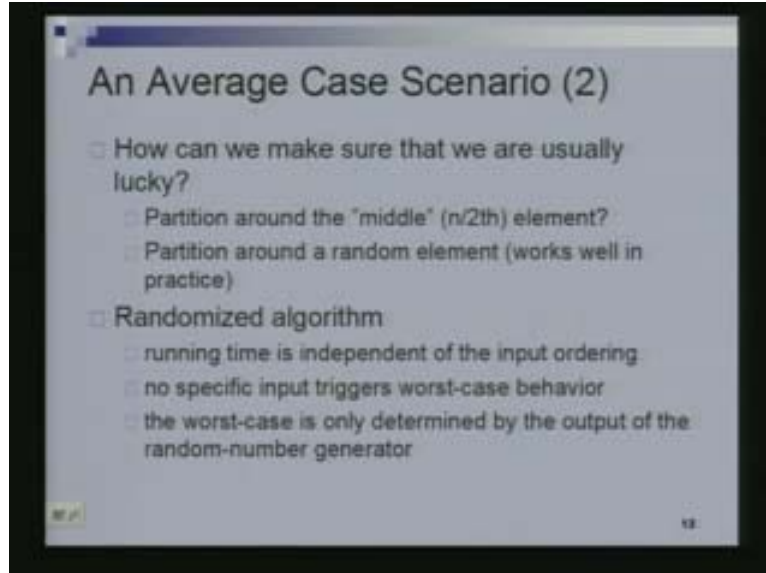 An Average Case Scenario (2)
How can we make sure that we are usually
lucky?
Partition around the "middle" (n/2th) element?
Partition around a random element (works well in
practice)
Randomized algorithm
running time is independent of the input ordering
no specific input triggers worst-case behavior
the worst-case is only determined by the output of the
random-number generator